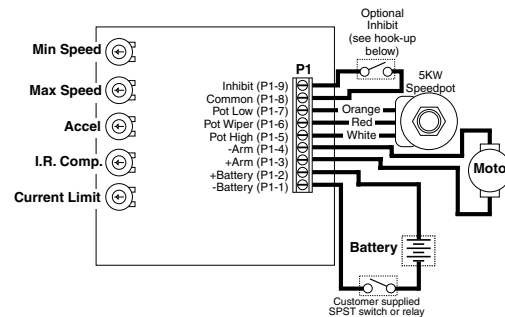 Optional
Inhibit
(see hook-up
below)
Min Speed
P1
5KW
Speedpot
Max Speed
Inhibit (P1-9)
Common (P1-8)
Pot Low (P1-7)
Orange
Accel
Pot Wiper (P1-6)
Red
Pot High (P1-5)
White
-Arm (P1-4)
I.R. Comp.
+Arm (P1-3)
Moto
+Battery (P1-2)
-Battery (P1-1)
Current Limit
Battery
Customer supplied
SPST switch or relay